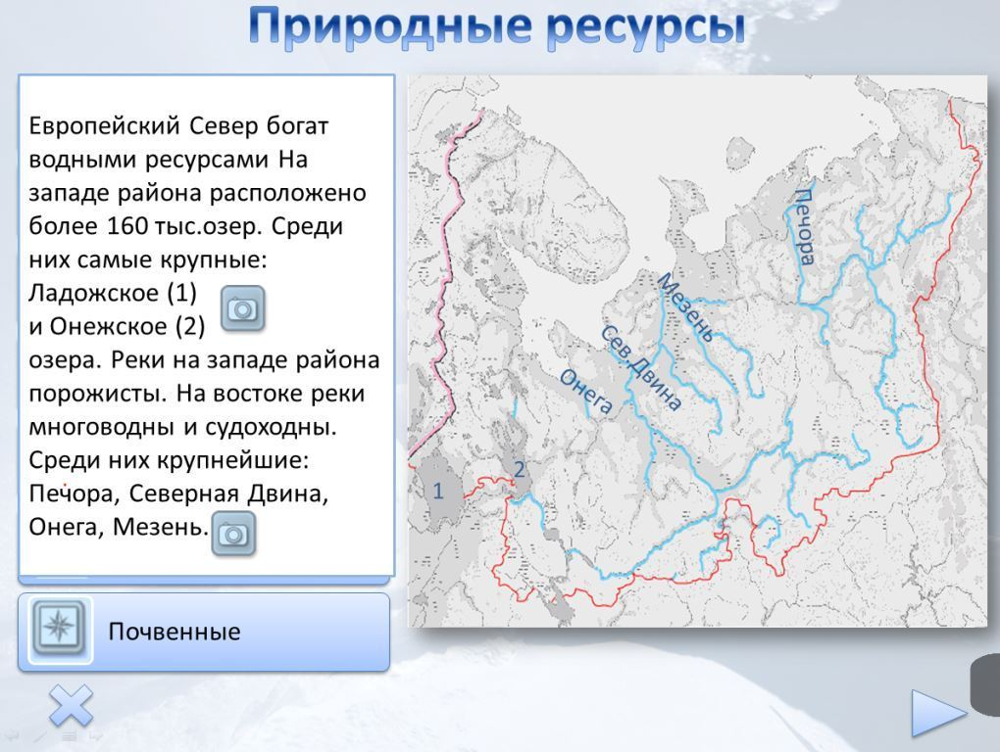 Природные ресурсы
Европейский Север богат
водными ресурсами На
западе района расположено
более 160 тыс.озер. Среди
них самые крупные:
Ладожское (1)
и Онежское (2)
озера. Реки на западе района
порожисты. На востоке реки
многоводны и судоходны.
Среди них крупнейшие:
Печора, Северная Двина,
Онега, Мезень.
Почвенные
Печора
Мезень
Сев.Двина
Онега
2
1